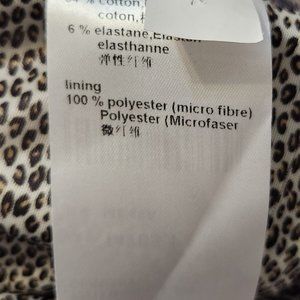 % cotton,
coton,
6 % elastane,Elastan
elasthanne
弹性纤维
lining
100 % polyester (micro fibre)
Polyester (Microfaser
微纤维